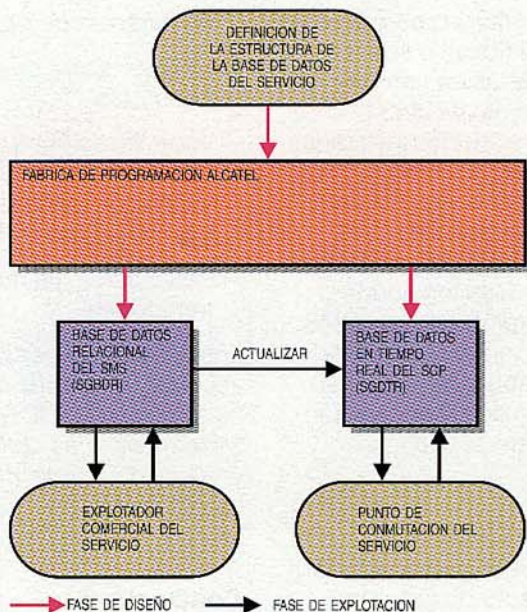 DEFINICION DE
LA ESTRUCTURA DE
LA BASE DE DATOS
DEL SERVICIO
FABRICA DE PROGRAMACION ALCATEL
BASE DE DATOS
RELACIONAL
DEL SMS
(SGBDR)
ACTUALIZAR
BASE DE DATOS
EN TIEMPO
REAL DEL SCP
(SGDTR)
EXPLOTADOR
COMERCIAL DEL
SERVICIO
PUNTO DE
CONMUTACION DEL
SERVICIO
FASE DE DISEÑO
FASE DE EXPLOTACION